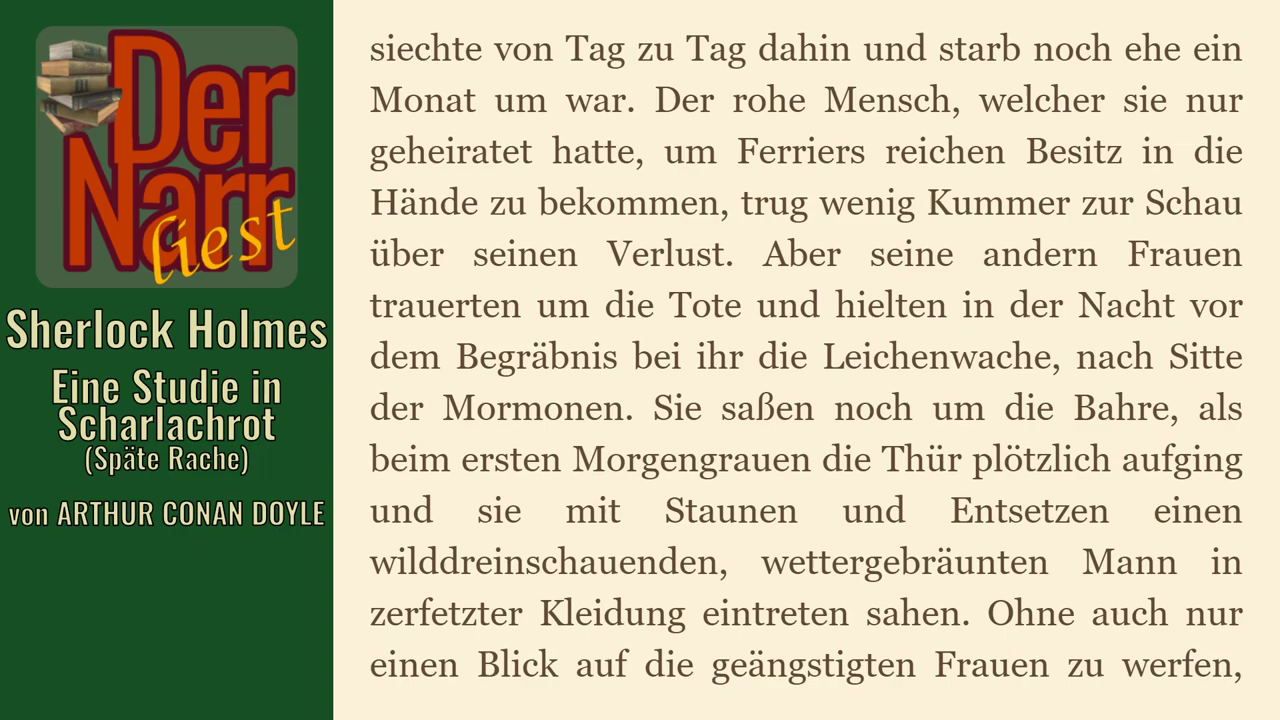 Der
Narr
liest
Sherlock Holmes
Eine Studie in
Scharlachrot
(Späte Rache)
von ARTHUR CONAN DOYLE
siechte von Tag zu Tag dahin und starb noch ehe ein
Monat um war. Der rohe Mensch, welcher sie nur
geheiratet hatte, um Ferriers reichen Besitz in die
Hände zu bekommen, trug wenig Kummer zur Schau
über seinen Verlust. Aber seine andern Frauen
trauerten um die Tote und hielten in der Nacht vor
dem Begräbnis bei ihr die Leichenwache, nach Sitte
der Mormonen. Sie saßen noch um die Bahre, als
beim ersten Morgengrauen die Thür plötzlich aufging
und sie mit Staunen und Entsetzen einen
wilddreinschauenden, wettergebräunten Mann in
zerfetzter Kleidung eintreten sahen. Ohne auch nur
einen Blick auf die geängstigten Frauen zu werfen,